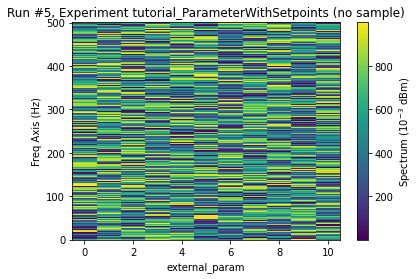 Run #5, Experiment tutorial_ParameterWithSetpoints (no sample)
500
400
300
200
100
0
Freq Axis (Hz)
0 2 4 6 8 10
external_param
800
600
400
200
Spectrum (10⁻³ dBm)